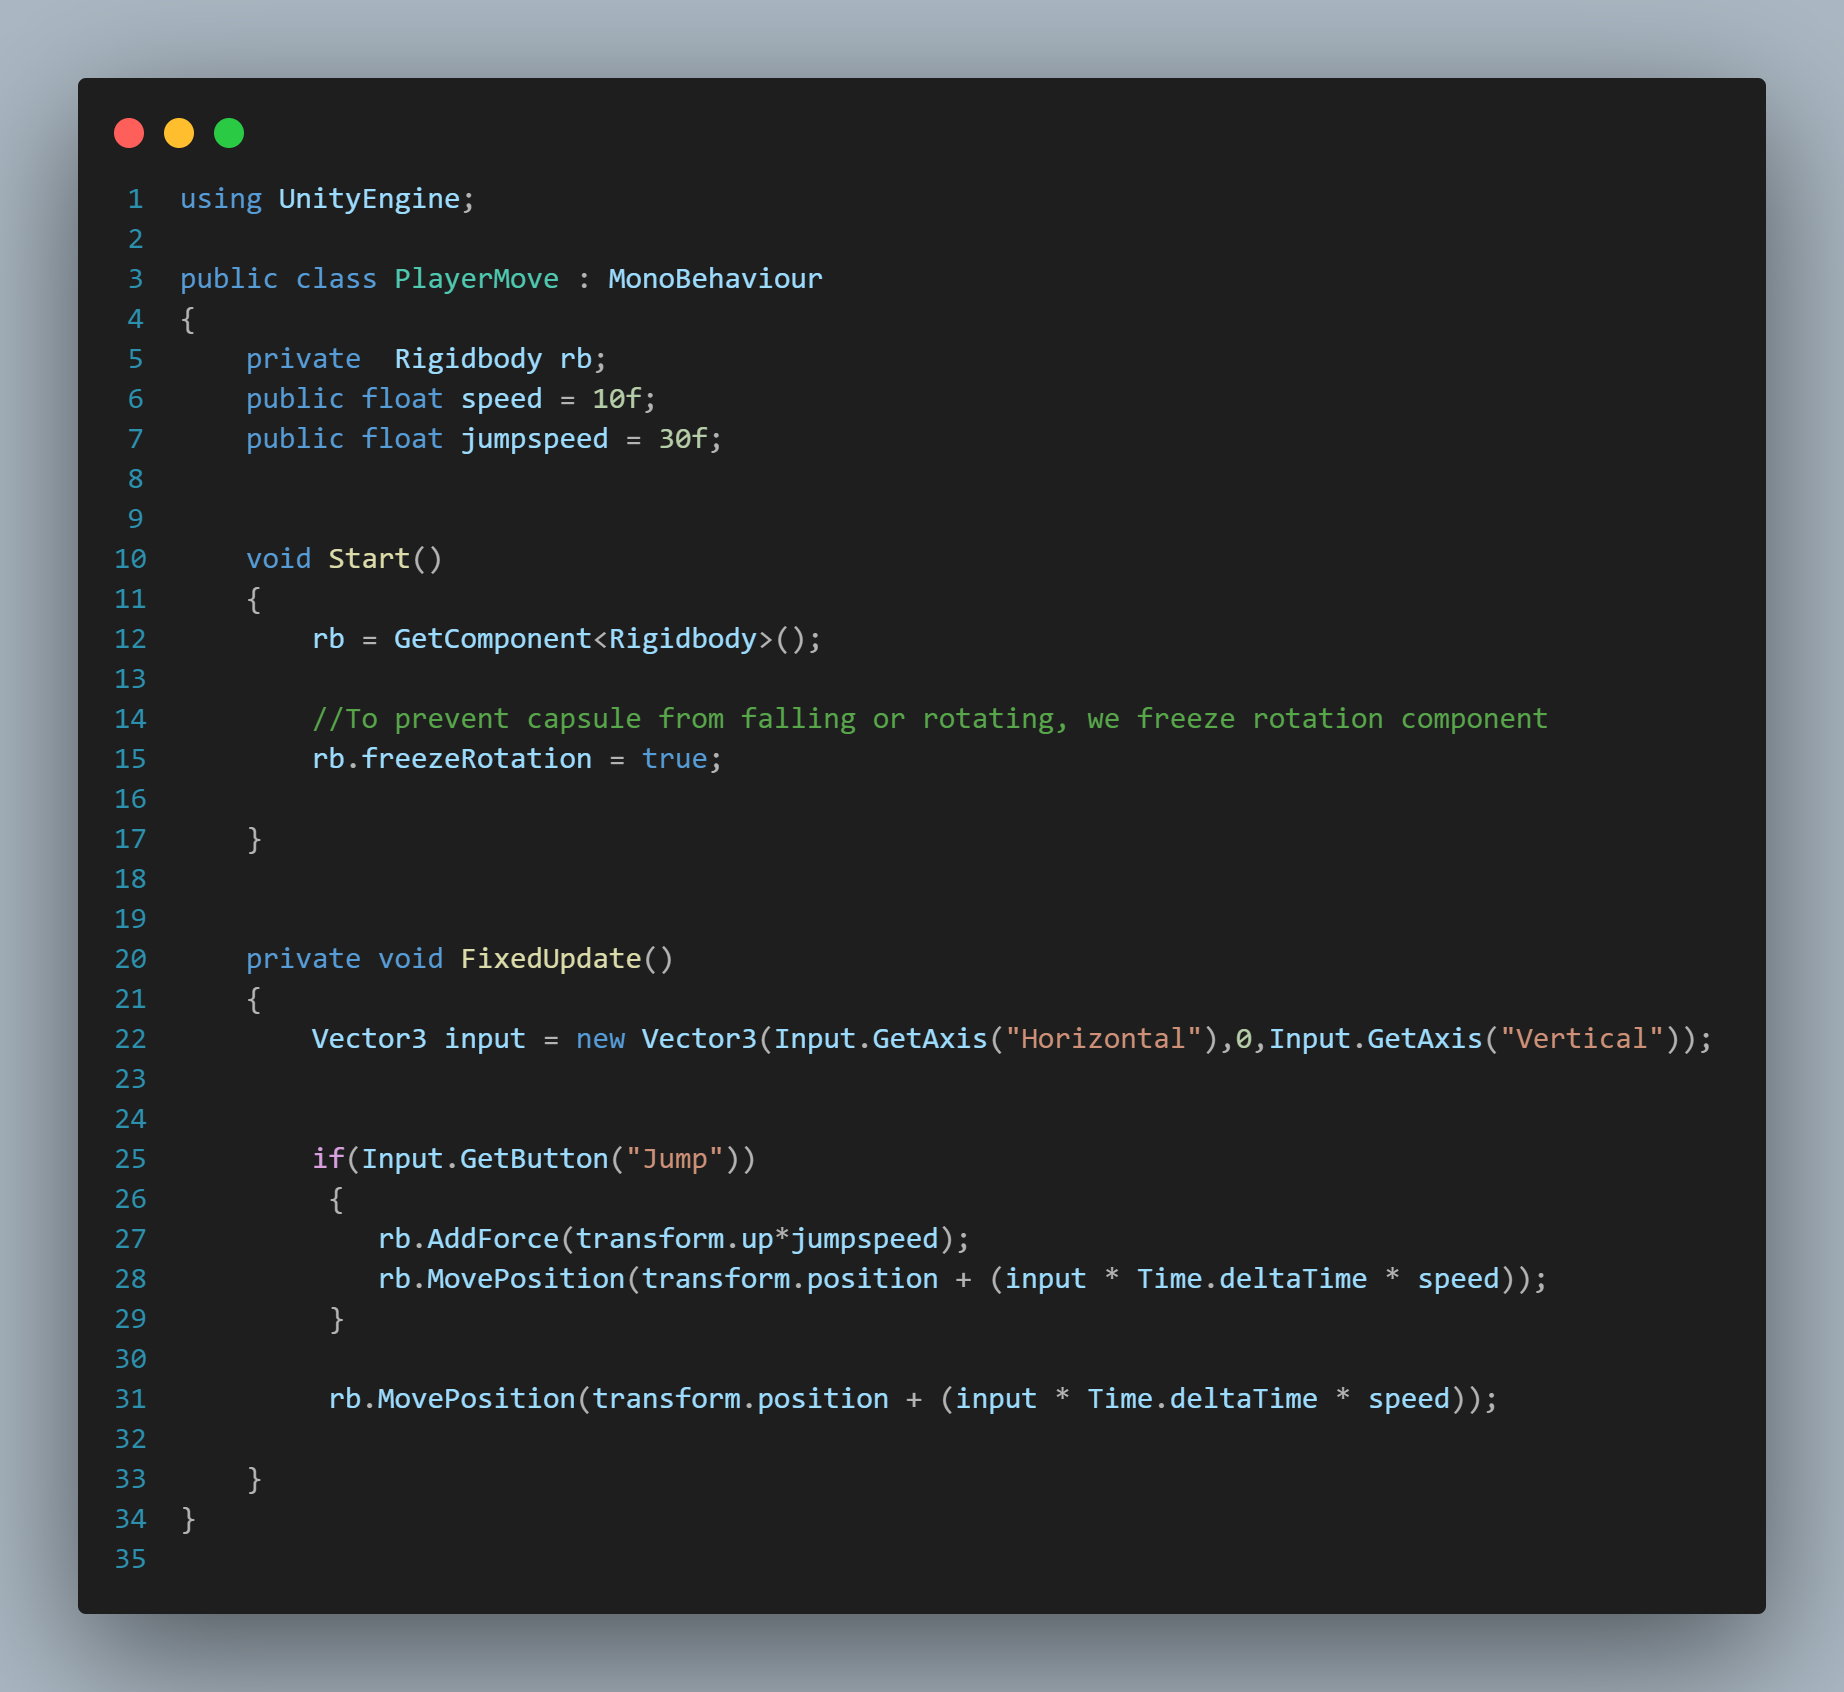 1 using UnityEngine;
2
3 public class PlayerMove : MonoBehaviour
4 {
5     private  Rigidbody rb;
6     public float speed = 10f;
7     public float jumpspeed = 30f;
8
9
10     void Start()
11     {
12         rb = GetComponent<Rigidbody>();
13
14         //To prevent capsule from falling or rotating, we freeze rotation component
15         rb.freezeRotation = true;
16
17     }
18
19
20     private void FixedUpdate()
21     {
22         Vector3 input = new Vector3(Input.GetAxis("Horizontal"),0,Input.GetAxis("Vertical"));
23
24
25         if(Input.GetButton("Jump"))
26          {
27             rb.AddForce(transform.up*jumpspeed);
28             rb.MovePosition(transform.position + (input * Time.deltaTime * speed));
29          }
30
31          rb.MovePosition(transform.position + (input * Time.deltaTime * speed));
32
33     }
34 }
35